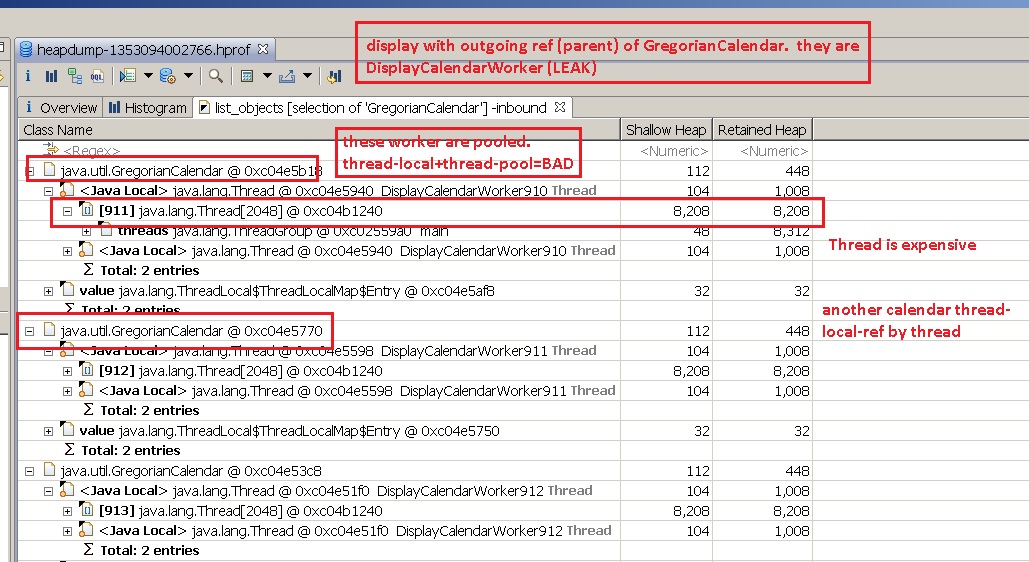 heapdump-1353094002766.hprof
display with outgoing ref (parent) of GregorianCalendar. they are
DisplayCalendarWorker (LEAK)
i OQL
i Overview Histogram list_objects [selection of 'GregorianCalendar'] -inbound
Class Name Shallow Heap Retained Heap
these worker are pooled.
thread-local+thread-pool=BAD
<Regex> <Numeric> <Numeric>
java.util.GregorianCalendar @ 0xc04e5b18 112 448
<Java Local> java.lang.Thread @ 0xc04e5940 DisplayCalendarWorker910 Thread 104 1,008
[911] java.lang.Thread[2048] @ 0xc04b1240 8,208 8,208
threads java.lang.ThreadGroup @ 0xc02559a0 main 48 8,312
<Java Local> java.lang.Thread @ 0xc04e5940 DisplayCalendarWorker910 Thread 104 1,008
Thread is expensive
Σ Total: 2 entries
value java.lang.ThreadLocal$ThreadLocalMap$Entry @ 0xc04e5af8 32 32
Σ Total: 2 entries
another calendar thread-
local-ref by thread
java.util.GregorianCalendar @ 0xc04e5770 112 448
<Java Local> java.lang.Thread @ 0xc04e5598 DisplayCalendarWorker911 Thread 104 1,008
[912] java.lang.Thread[2048] @ 0xc04b1240 8,208 8,208
<Java Local> java.lang.Thread @ 0xc04e5598 DisplayCalendarWorker911 Thread 104 1,008
Σ Total: 2 entries
value java.lang.ThreadLocal$ThreadLocalMap$Entry @ 0xc04e5750 32 32
Σ Total: 2 entries
java.util.GregorianCalendar @ 0xc04e53c8 112 448
<Java Local> java.lang.Thread @ 0xc04e51f0 DisplayCalendarWorker912 Thread 104 1,008
[913] java.lang.Thread[2048] @ 0xc04b1240 8,208 8,208
<Java Local> java.lang.Thread @ 0xc04e51f0 DisplayCalendarWorker912 Thread 104 1,008
Σ Total: 2 entries